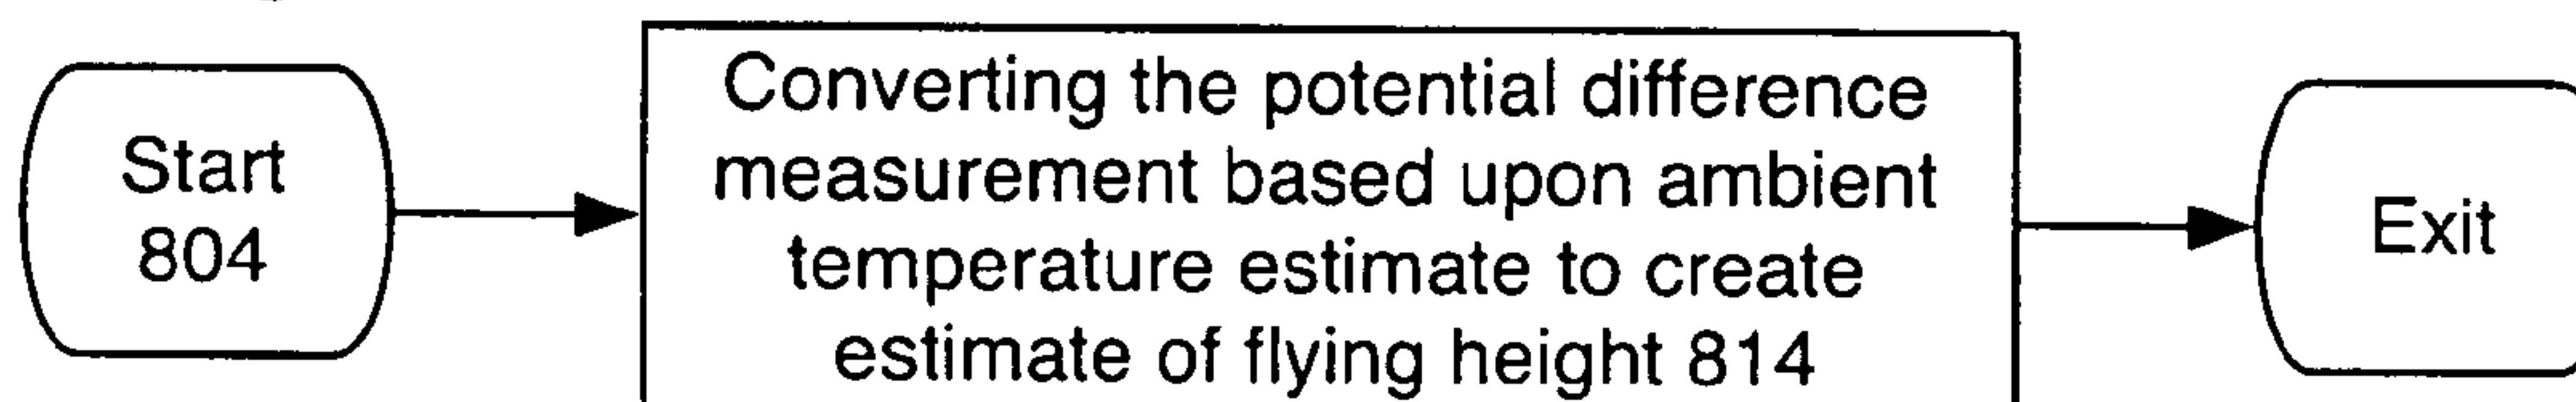 Start
804
Converting the potential difference
measurement based upon ambient
temperature estimate to create
estimate of flying height 814
Exit